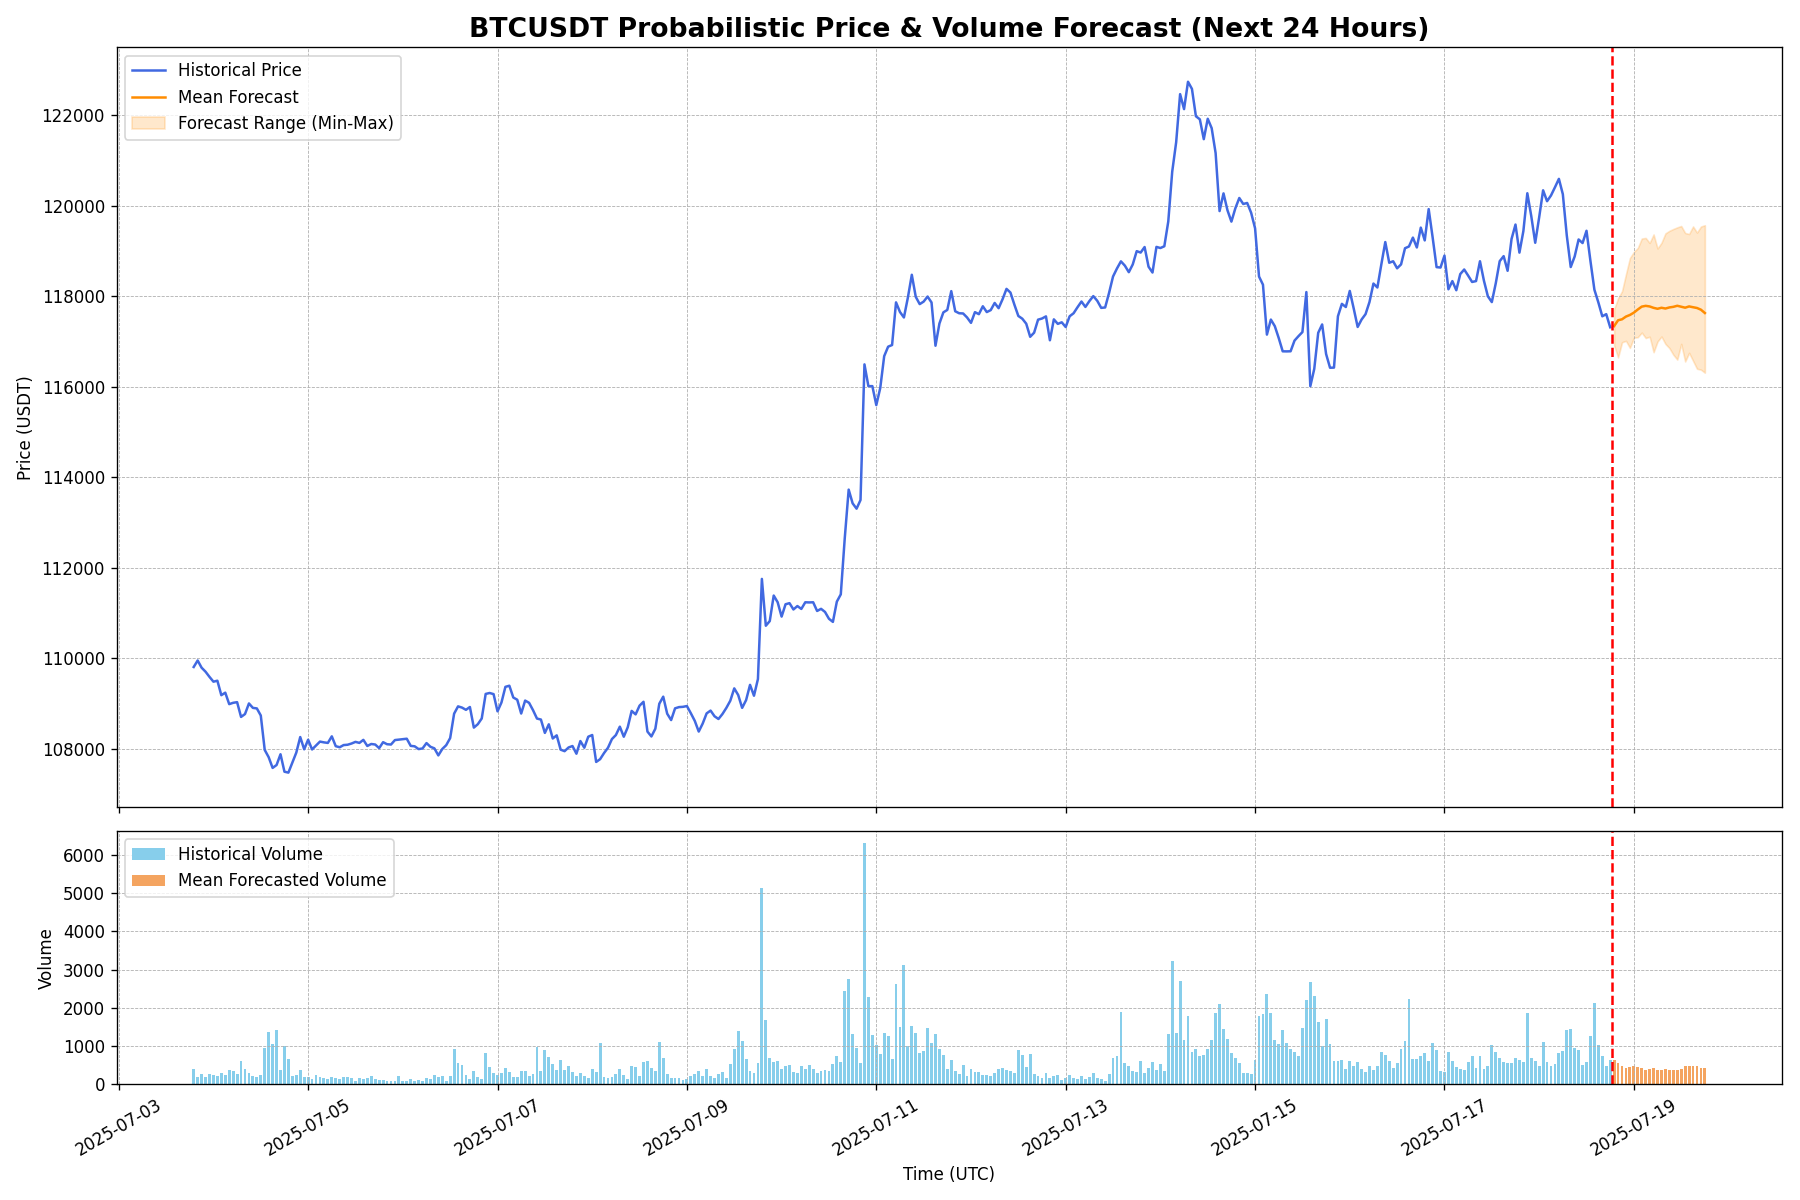 BTCUSDT Probabilistic Price & Volume Forecast (Next 24 Hours)
Historical Price
Mean Forecast
Forecast Range (Min-Max)
122000
120000
118000
116000
114000
112000
110000
108000
Price (USDT)
Historical Volume
Mean Forecasted Volume
6000
5000
4000
3000
2000
1000
0
Volume
2025-07-03
2025-07-05
2025-07-07
2025-07-09
2025-07-11
2025-07-13
2025-07-15
2025-07-17
2025-07-19
Time (UTC)